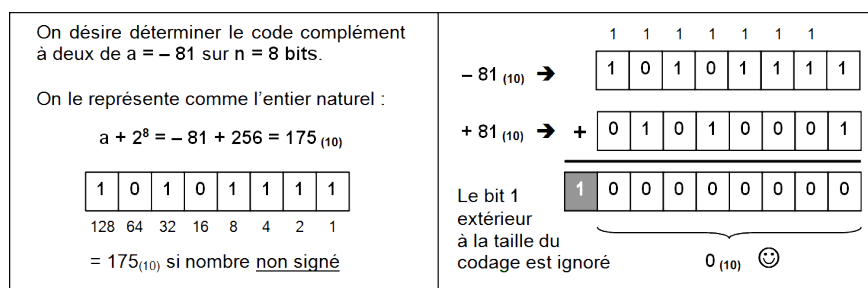 On désire déterminer le code complément
à deux de a = – 81 sur n = 8 bits.
On le représente comme l'entier naturel :
a + 2⁸ = – 81 + 256 = 175 (10)
1 0 1 0 1 1 1 1
128 64 32 16 8 4 2 1
= 175(10) si nombre non signé
1 1 1 1 1 1 1
– 81 (10) ➔ 1 0 1 0 1 1 1 1
+ 81 (10) ➔ + 0 1 0 1 0 0 0 1
1 0 0 0 0 0 0 0 0
Le bit 1
extérieur
à la taille du
codage est ignoré
0 (10) ☺